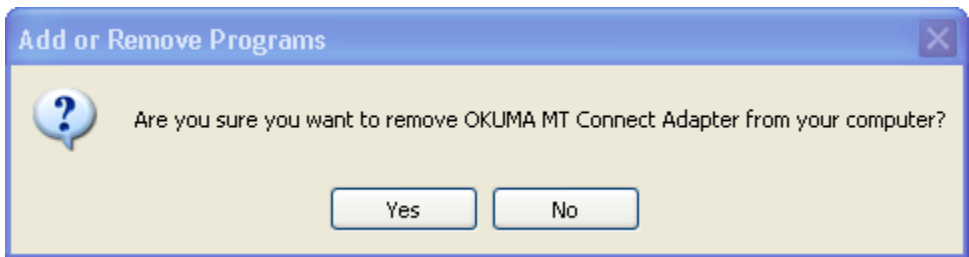 Add or Remove Programs
Are you sure you want to remove OKUMA MT Connect Adapter from your computer?
Yes No